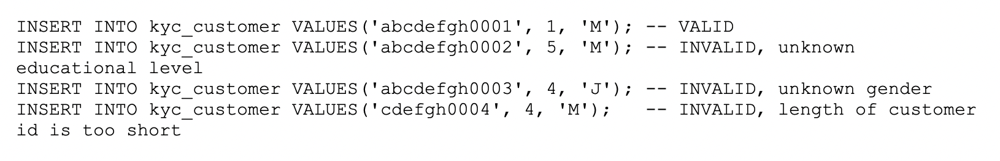 INSERT INTO kyc_customer VALUES('abcdefgh0001', 1, 'M'); -- VALID
INSERT INTO kyc_customer VALUES('abcdefgh0002', 5, 'M'); -- INVALID, unknown
educational level
INSERT INTO kyc_customer VALUES('abcdefgh0003', 4, 'J'); -- INVALID, unknown gender
INSERT INTO kyc_customer VALUES('cdefgh0004', 4, 'M');   -- INVALID, length of customer
id is too short